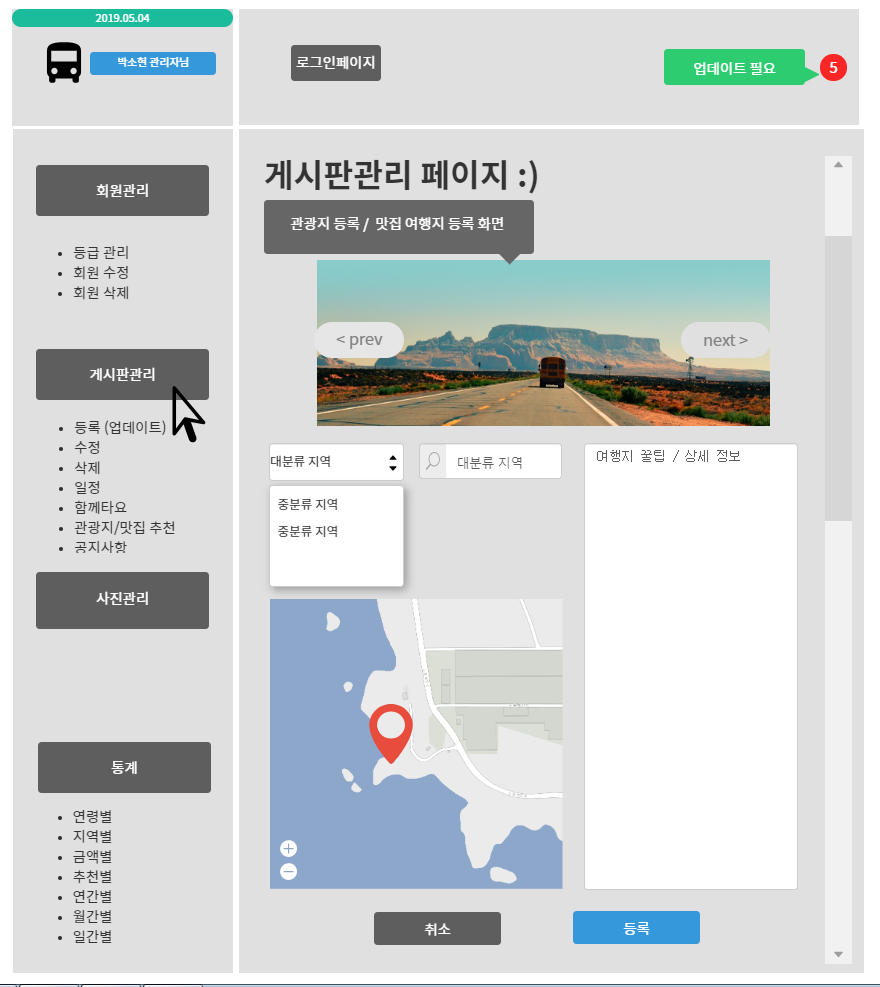 2019.05.04
박소현 관리자님
로그인페이지
업데이트 필요
5
회원관리
등급 관리
회원 수정
회원 삭제
게시판관리
등록 (업데이트)
수정
삭제
일정
함께타요
관광지/맛집 추천
공지사항
사진관리
통계
연령별
지역별
금액별
추천별
연간별
월간별
일간별
게시판관리 페이지 :)
관광지 등록 / 맛집 여행지 등록 화면
< prev
next >
대분류 지역
대분류 지역
여행지 꿀팁 / 상세 정보
중분류 지역
중분류 지역
취소
등록